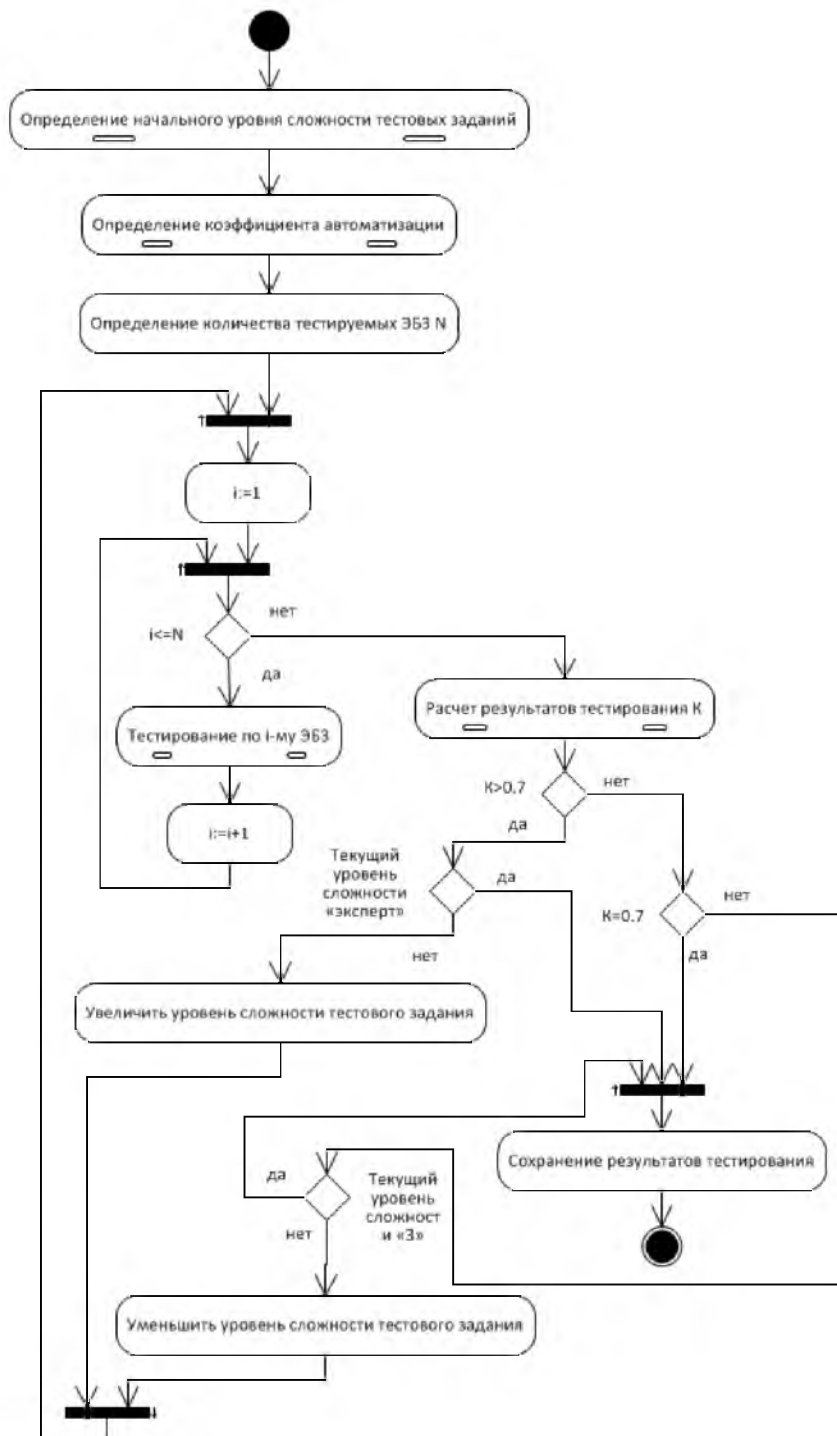 Определение начального уровня сложности тестовых заданий
Определение коэффициента автоматизации
Определение количества тестируемых ЭБЗ N
i:=1
нет
i<=N
да
Расчет результатов тестирования К
Тестирование по i-му ЭБЗ
K>0.7
нет
да
i:=i+1
Текущий
уровень
сложности
«эксперт»
да
нет
K=0.7
да
нет
Увеличить уровень сложности тестового задания
Сохранение результатов тестирования
да
Текущий
уровень
сложност
и «3»
нет
Уменьшить уровень сложности тестового задания